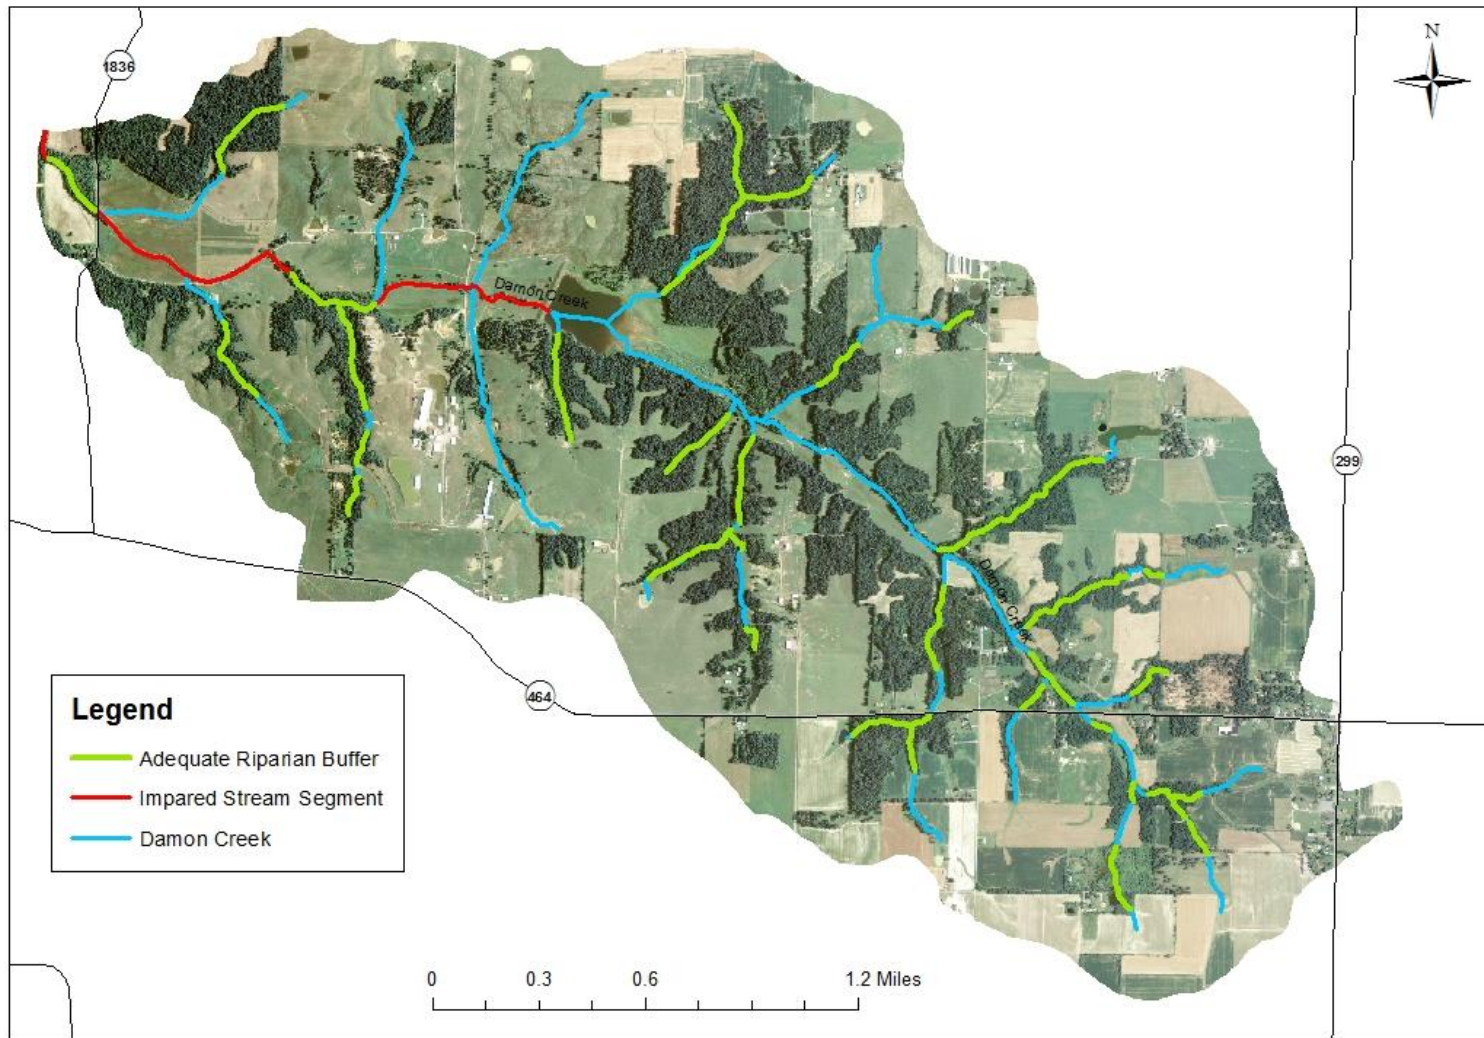 N
1836
Damon Creek
299
Damon Creek
464
Legend
Adequate Riparian Buffer
Impared Stream Segment
Damon Creek
0 0.3 0.6 1.2 Miles